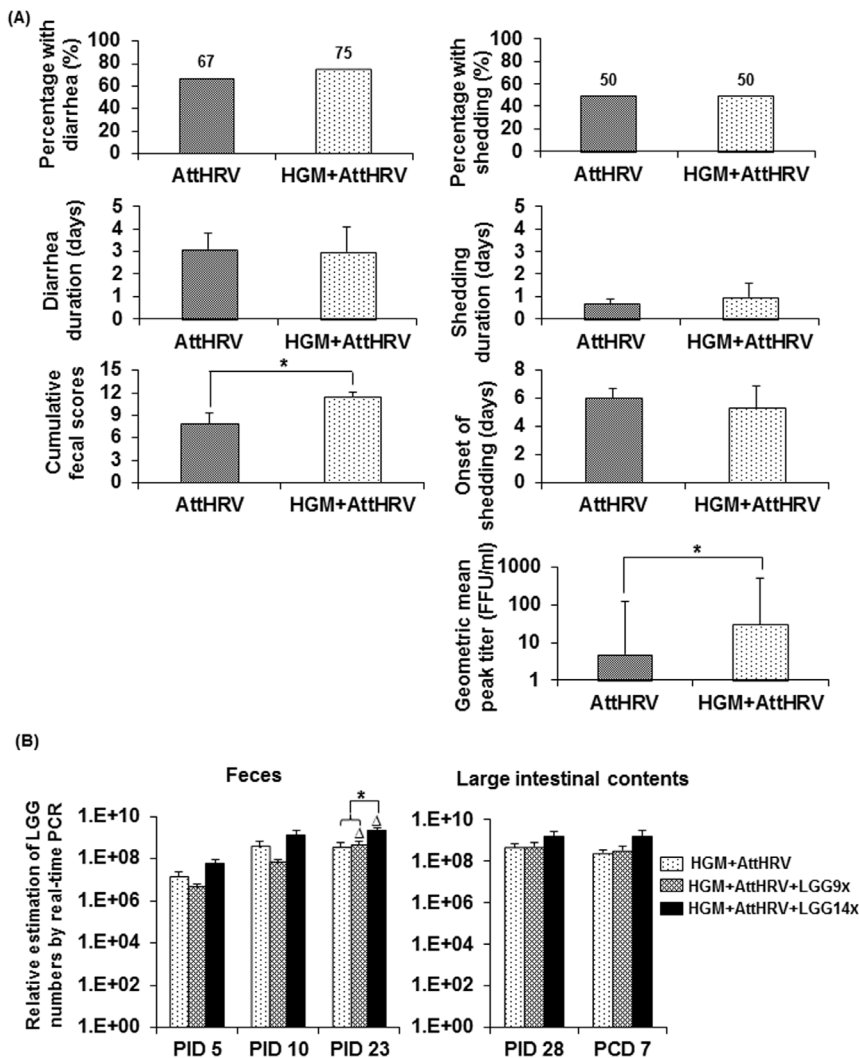 (A)
Percentage with
diarrhea (%)
100
80
60
40
20
0
67
75
AttHRV
HGM+AttHRV
Percentage with
shedding (%)
100
80
60
40
20
0
50
50
AttHRV
HGM+AttHRV
Diarrhea
duration (days)
5
4
3
2
1
0
AttHRV
HGM+AttHRV
Shedding
duration (days)
5
4
3
2
1
0
AttHRV
HGM+AttHRV
Cumulative
fecal scores
15
12
9
6
3
0
*
AttHRV
HGM+AttHRV
Onset of
shedding (days)
8
6
4
2
0
AttHRV
HGM+AttHRV
Geometric mean
peak titer (FFU/ml)
1000
100
10
1
*
AttHRV
HGM+AttHRV
(B)
Relative estimation of LGG
numbers by real-time PCR
Feces
1.E+10
1.E+08
1.E+06
1.E+04
1.E+02
1.E+00
*
Δ
Δ
PID 5
PID 10
PID 23
Large intestinal contents
1.E+10
1.E+08
1.E+06
1.E+04
1.E+02
1.E+00
PID 28
PCD 7
HGM+AttHRV
HGM+AttHRV+LGG9x
HGM+AttHRV+LGG14x